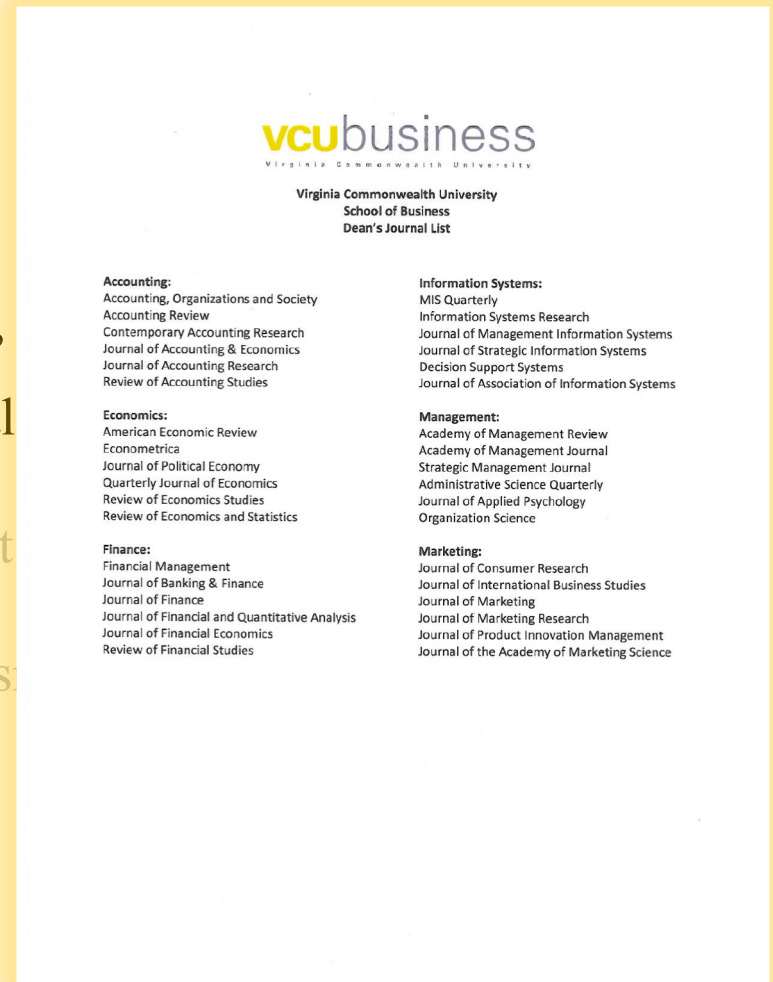 vcubusiness
Virginia Commonwealth University
Virginia Commonwealth University
School of Business
Dean's Journal List
Accounting:
Accounting, Organizations and Society
Accounting Review
Contemporary Accounting Research
Journal of Accounting & Economics
Journal of Accounting Research
Review of Accounting Studies
Economics:
American Economic Review
Econometrica
Journal of Political Economy
Quarterly Journal of Economics
Review of Economics Studies
Review of Economics and Statistics
Finance:
Financial Management
Journal of Banking & Finance
Journal of Finance
Journal of Financial and Quantitative Analysis
Journal of Financial Economics
Review of Financial Studies
Information Systems:
MIS Quarterly
Information Systems Research
Journal of Management Information Systems
Journal of Strategic Information Systems
Decision Support Systems
Journal of Association of Information Systems
Management:
Academy of Management Review
Academy of Management Journal
Strategic Management Journal
Administrative Science Quarterly
Journal of Applied Psychology
Organization Science
Marketing:
Journal of Consumer Research
Journal of International Business Studies
Journal of Marketing
Journal of Marketing Research
Journal of Product Innovation Management
Journal of the Academy of Marketing Science